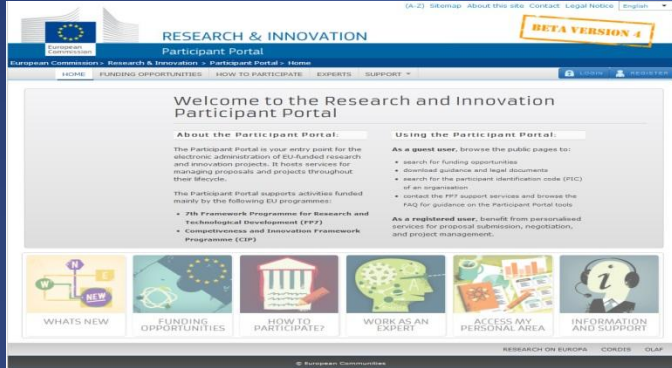 (A-Z) Sitemap About this site Contact Legal Notice English
BETA VERSION 4
European
Commission
RESEARCH & INNOVATION
Participant Portal
European Commission > Research & Innovation > Participant Portal > Home
HOME FUNDING OPPORTUNITIES HOW TO PARTICIPATE EXPERTS SUPPORT LOGIN REGISTER
Welcome to the Research and Innovation
Participant Portal
About the Participant Portal:
The Participant Portal is your entry point for the
electronic administration of EU-funded research
and innovation projects. It hosts services for
managing proposals and projects throughout
their lifecycle.
The Participant Portal supports activities funded
mainly by the following EU programmes:
• 7th Framework Programme for Research and
Technological Development (FP7)
• Competiveness and Innovation Framework
Programme (CIP)
Using the Participant Portal:
As a guest user, browse the public pages to:
• search for funding opportunities
• download guidance and legal documents
• search for the participant identification code (PIC)
of an organisation
• contact the FP7 support services and browse the
FAQ for guidance on the Participant Portal tools
As a registered user, benefit from personalised
services for proposal submission, negotiation,
and project management.
N
W E
NEW
WHATS NEW
FUNDING
OPPORTUNITIES
HOW TO
PARTICIPATE?
WORK AS AN
EXPERT
ACCESS MY
PERSONAL AREA
i
INFORMATION
AND SUPPORT
RESEARCH ON EUROPA CORDIS OLAF
© European Communities